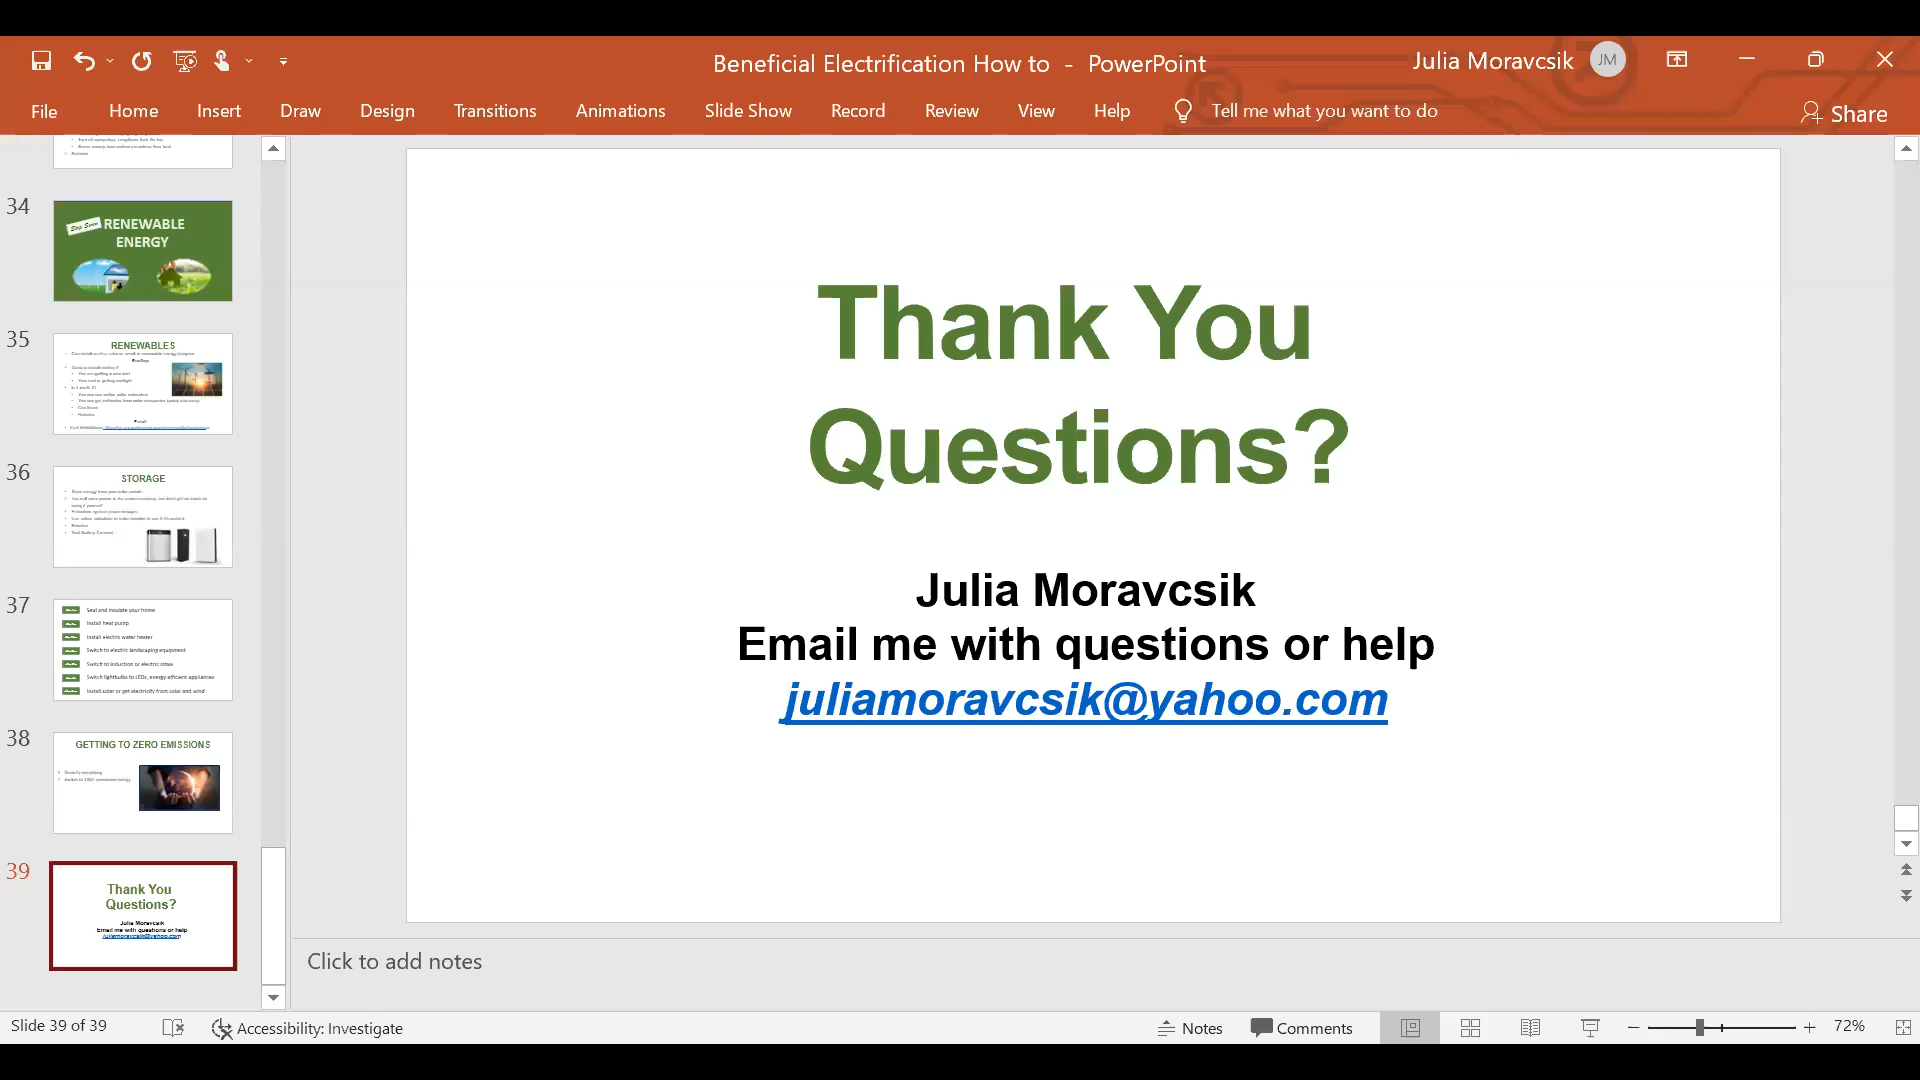 Beneficial Electrification How to - PowerPoint
Julia Moravcsik
JM
File Home Insert Draw Design Transitions Animations Slide Show Record Review View Help Tell me what you want to do
Share
34
RENEWABLE
ENERGY
35
RENEWABLES
36
STORAGE
37
Seal and insulate your home
Install heat pump
Install electric water heater
Switch to electric landscaping equipment
Switch to induction or electric stove
Switch lightbulbs to LEDs, energy efficient appliances
Install solar or get electricity from solar and wind
38
GETTING TO ZERO EMISSIONS
39
Thank You
Questions?
Julia Moravcsik
Email me with questions or help
juliamoravcsik@yahoo.com
Thank You
Questions?
Julia Moravcsik
Email me with questions or help
juliamoravcsik@yahoo.com
Click to add notes
Slide 39 of 39
Accessibility: Investigate
Notes
Comments
72%